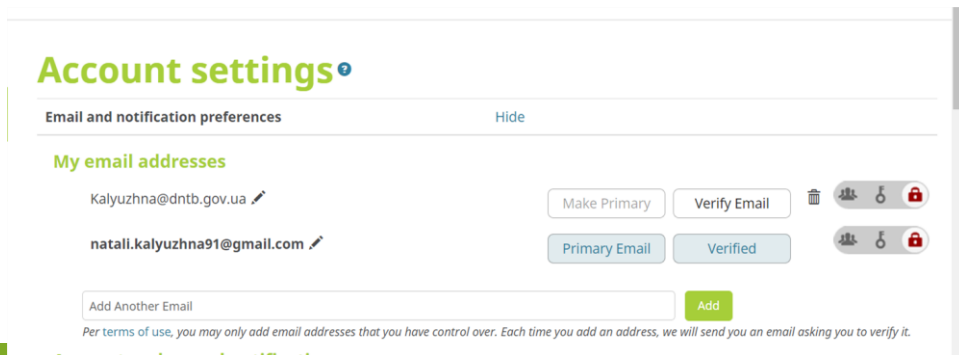 Account settings
Email and notification preferences Hide
My email addresses
Kalyuzhna@dntb.gov.ua Make Primary Verify Email
natali.kalyuzhna91@gmail.com Primary Email Verified
Add Another Email Add
Per terms of use, you may only add email addresses that you have control over. Each time you add an address, we will send you an email asking you to verify it.